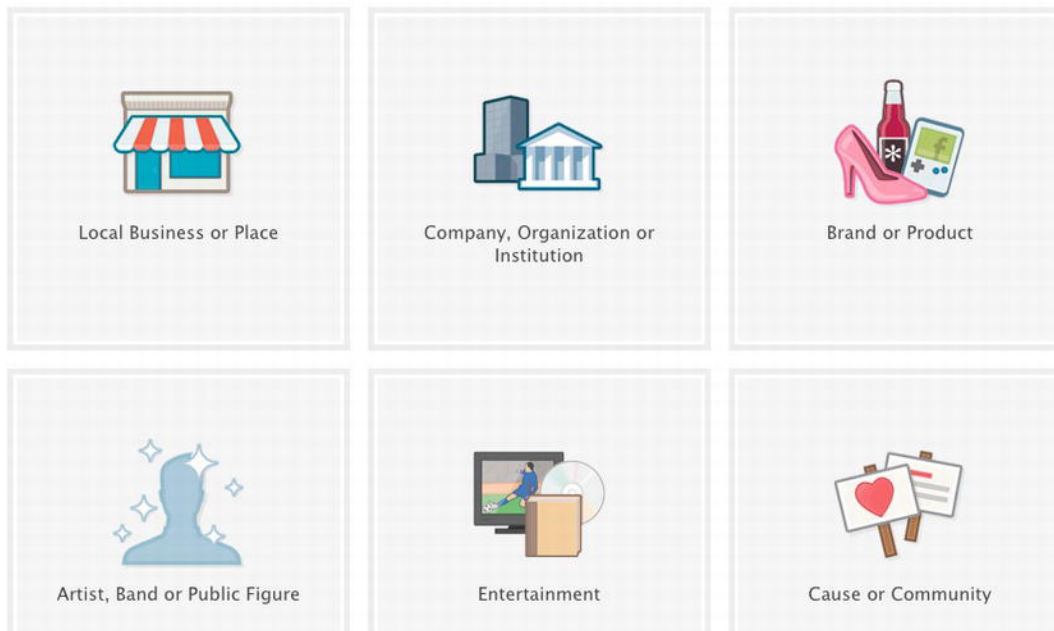 Local Business or Place
Company, Organization or
Institution
Brand or Product
Artist, Band or Public Figure
Entertainment
Cause or Community